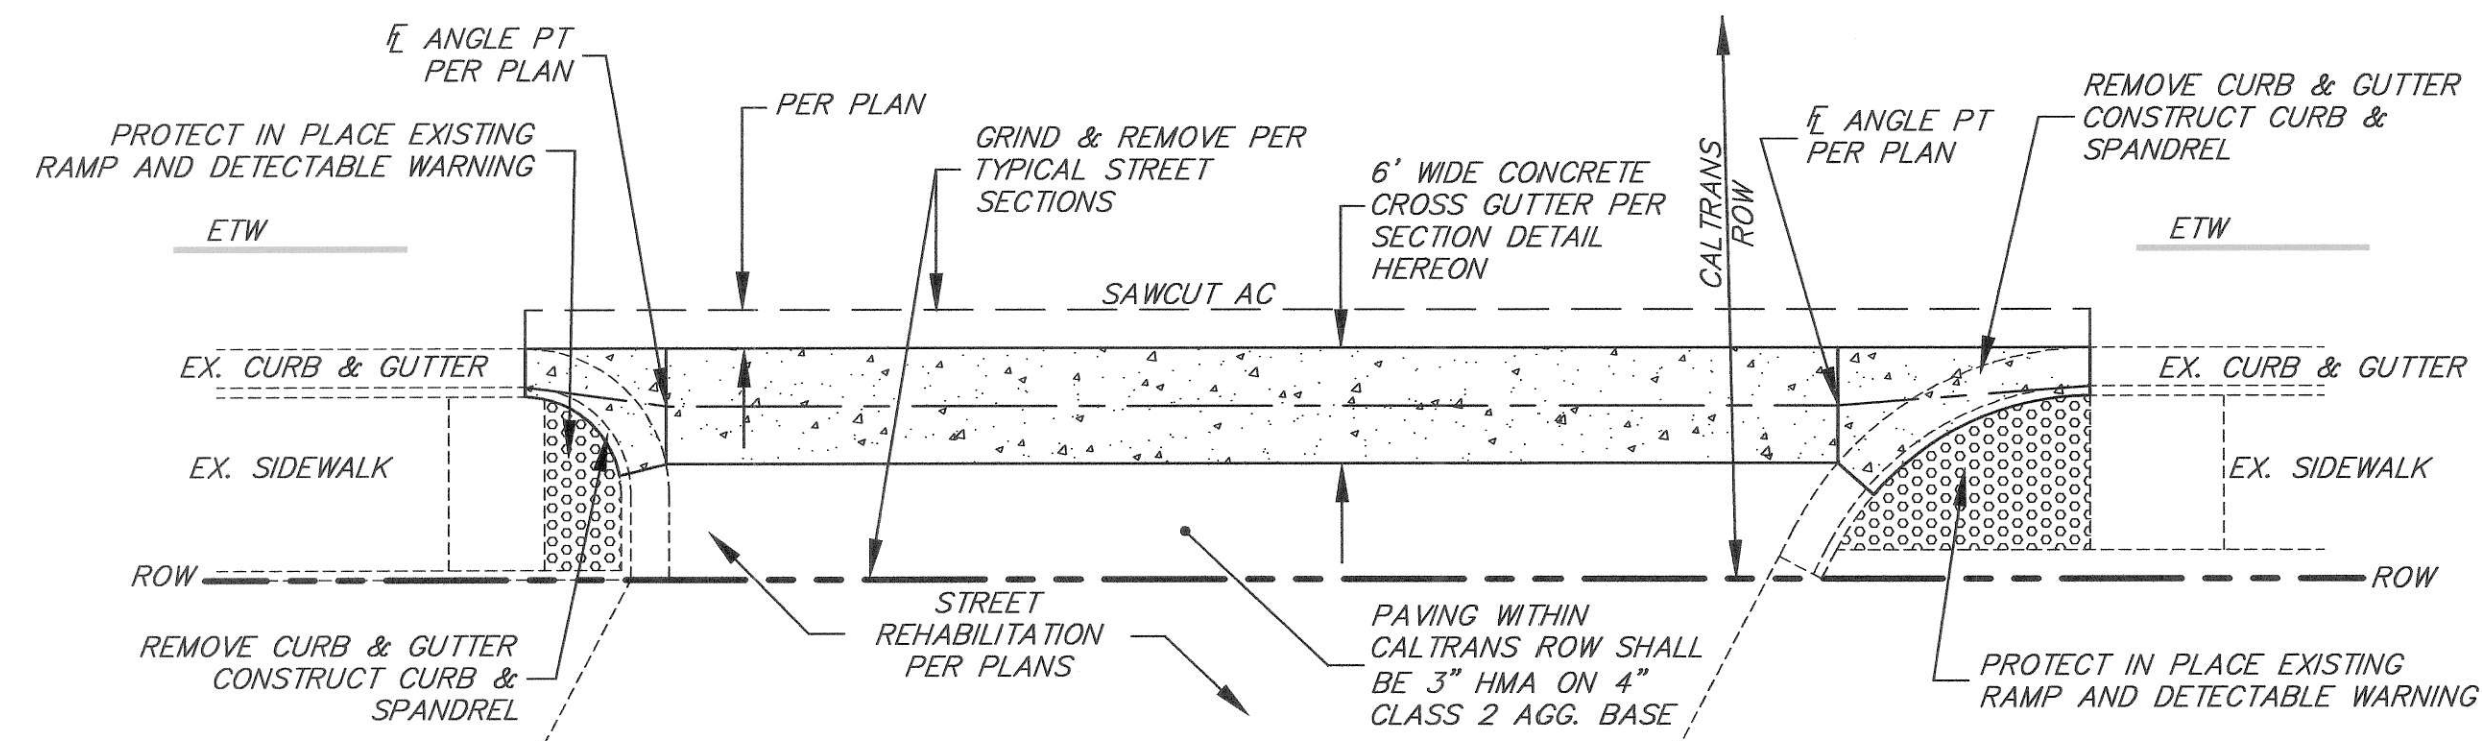 ℄ ANGLE PT
PER PLAN
PROTECT IN PLACE EXISTING
RAMP AND DETECTABLE WARNING
ETW
PER PLAN
GRIND & REMOVE PER
TYPICAL STREET
SECTIONS
6' WIDE CONCRETE
CROSS GUTTER PER
SECTION DETAIL
HEREON
CALTRANS
ROW
FL ANGLE PT
PER PLAN
REMOVE CURB & GUTTER
CONSTRUCT CURB &
SPANDREL
ETW
SAWCUT AC
EX. CURB & GUTTER
EX. CURB & GUTTER
EX. SIDEWALK
EX. SIDEWALK
ROW
ROW
REMOVE CURB & GUTTER
CONSTRUCT CURB &
SPANDREL
STREET
REHABILITATION
PER PLANS
PAVING WITHIN
CALTRANS ROW SHALL
BE 3" HMA ON 4"
CLASS 2 AGG. BASE
PROTECT IN PLACE EXISTING
RAMP AND DETECTABLE WARNING